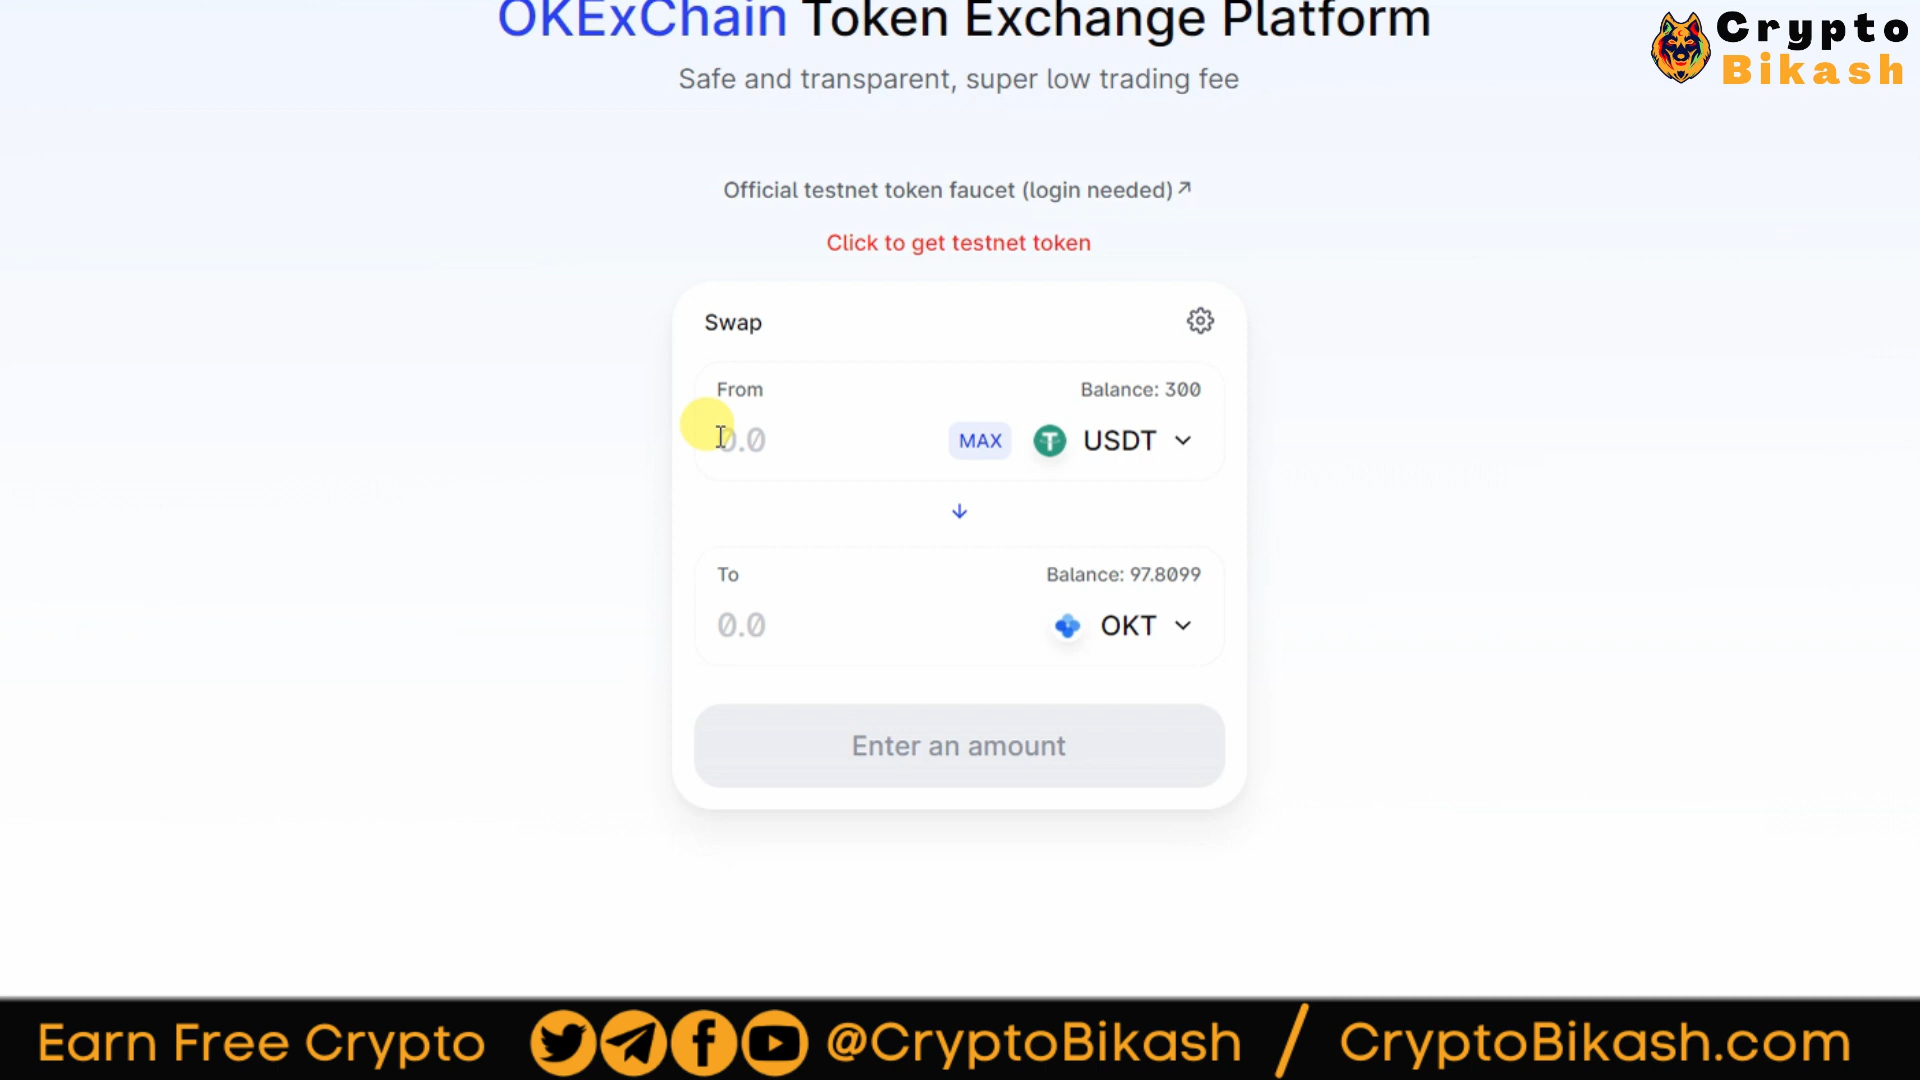 OKExChain Token Exchange Platform
Crypto
Bikash
Safe and transparent, super low trading fee
Official testnet token faucet (login needed)↗
Click to get testnet token
Swap
From
Balance: 300
0.0
MAX
USDT
To
Balance: 97.8099
0.0
OKT
Enter an amount
Earn Free Crypto
@CryptoBikash / CryptoBikash.com